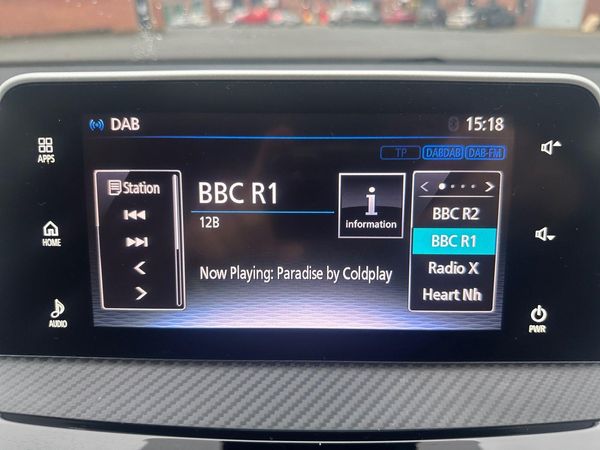 DAB
15:18
TP DABDAB DAB-FM
APPS
HOME
AUDIO
Station
BBC R1
12B
i
information
Now Playing: Paradise by Coldplay
BBC R2
BBC R1
Radio X
Heart Nh
PWR